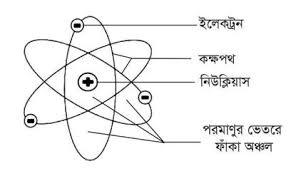 ইলেকট্রন
কক্ষপথ
নিউক্লিয়াস
পরমাণুর ভেতরে
ফাঁকা অঞ্চল